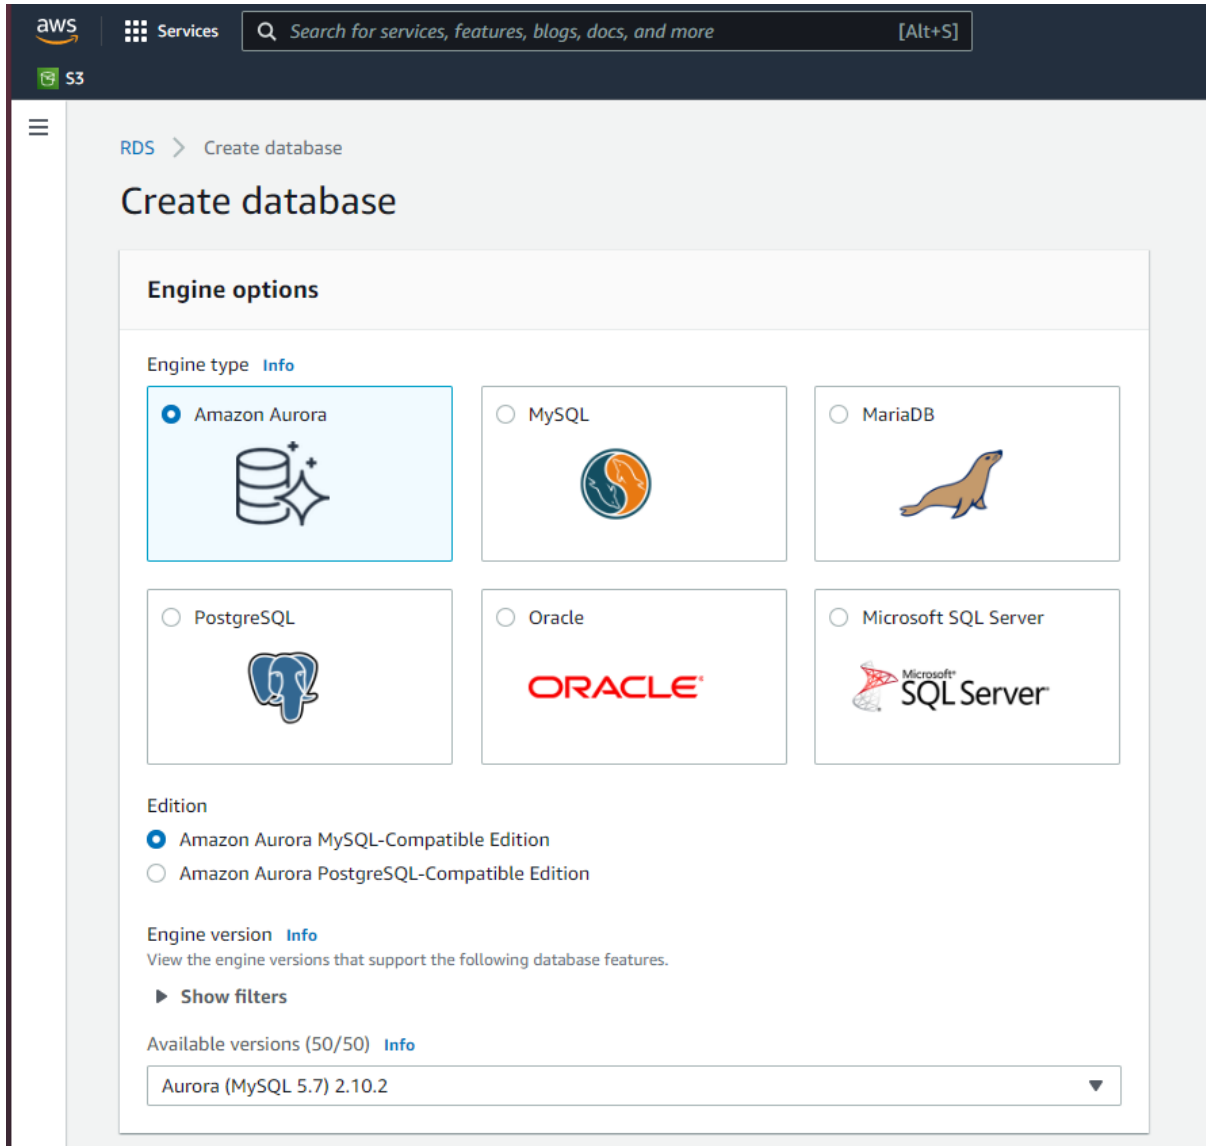 aws
Services
Search for services, features, blogs, docs, and more
[Alt+S]
S3
RDS
Create database
Create database
Engine options
Engine type Info
Amazon Aurora
MySQL
MariaDB
PostgreSQL
Oracle
Microsoft SQL Server
ORACLE
Microsoft
SQL Server
Edition
Amazon Aurora MySQL-Compatible Edition
Amazon Aurora PostgreSQL-Compatible Edition
Engine version Info
View the engine versions that support the following database features.
Show filters
Available versions (50/50) Info
Aurora (MySQL 5.7) 2.10.2